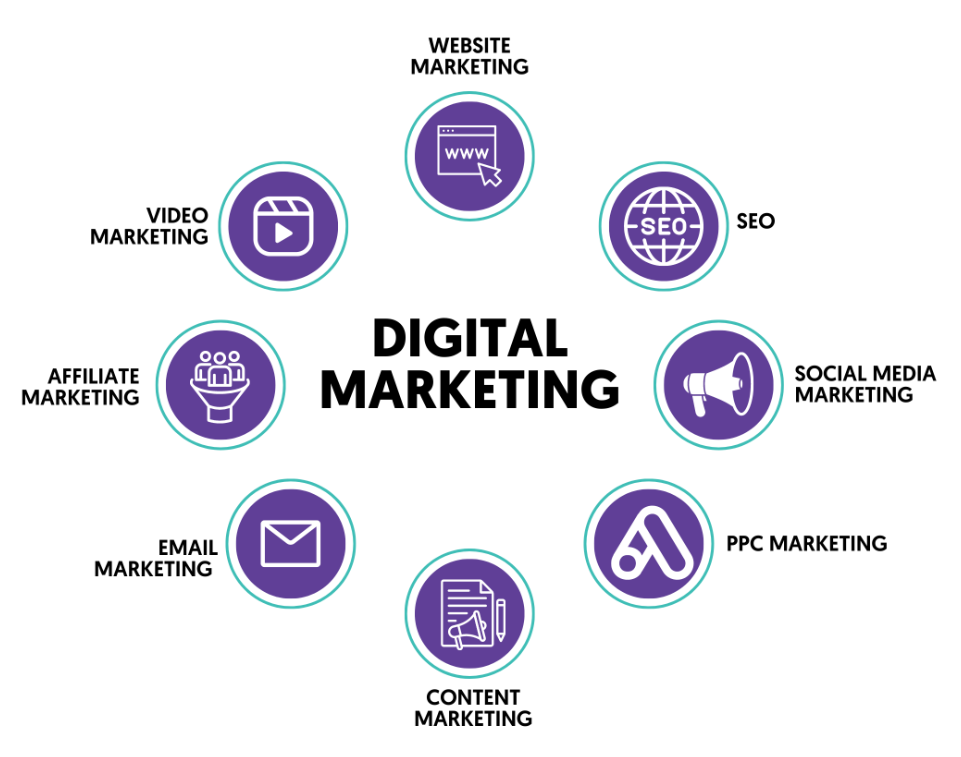 WEBSITE
MARKETING
WWW
VIDEO
MARKETING
SEO
SEO
DIGITAL
MARKETING
AFFILIATE
MARKETING
SOCIAL MEDIA
MARKETING
EMAIL
MARKETING
PPC MARKETING
CONTENT
MARKETING